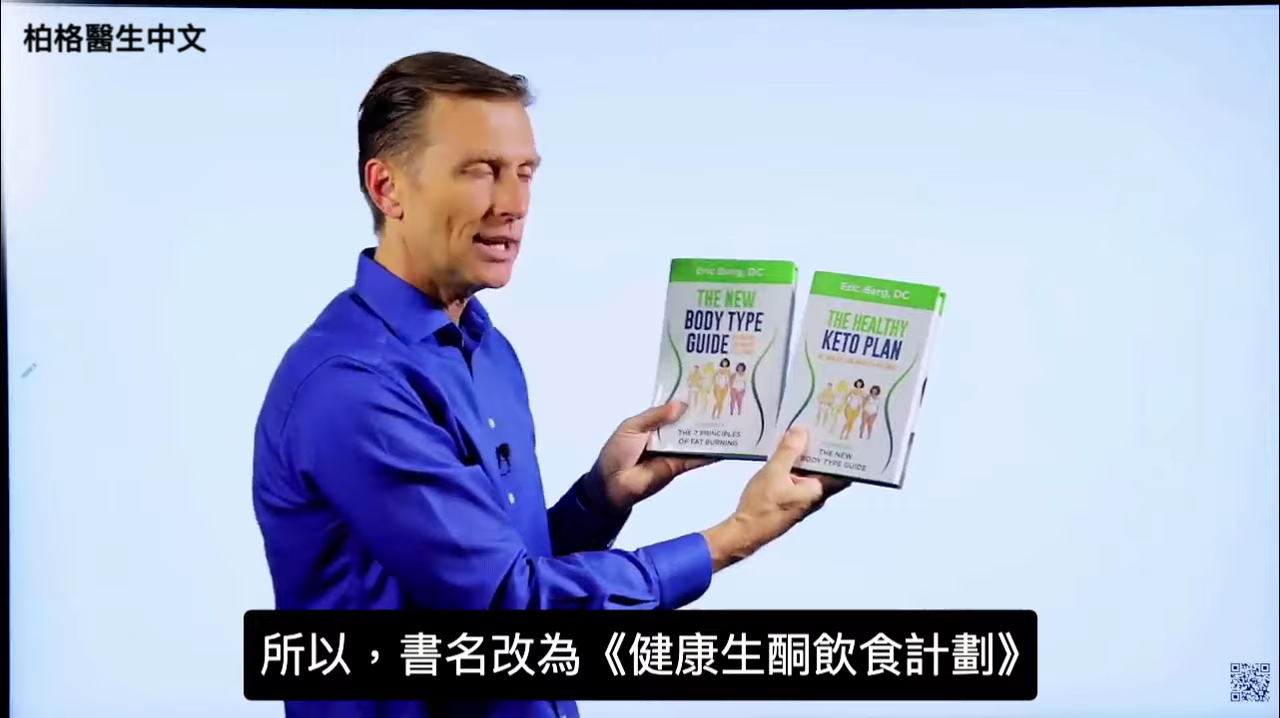 柏格醫生中文
Eric Berg, DC
THE NEW
BODY TYPE
GUIDE
THE 7 PRINCIPLES
OF FAT BURNING
Eric Berg, DC
THE HEALTHY
KETO PLAN
THE NEW
BODY TYPE GUIDE
所以，書名改為《健康生酮飲食計劃》